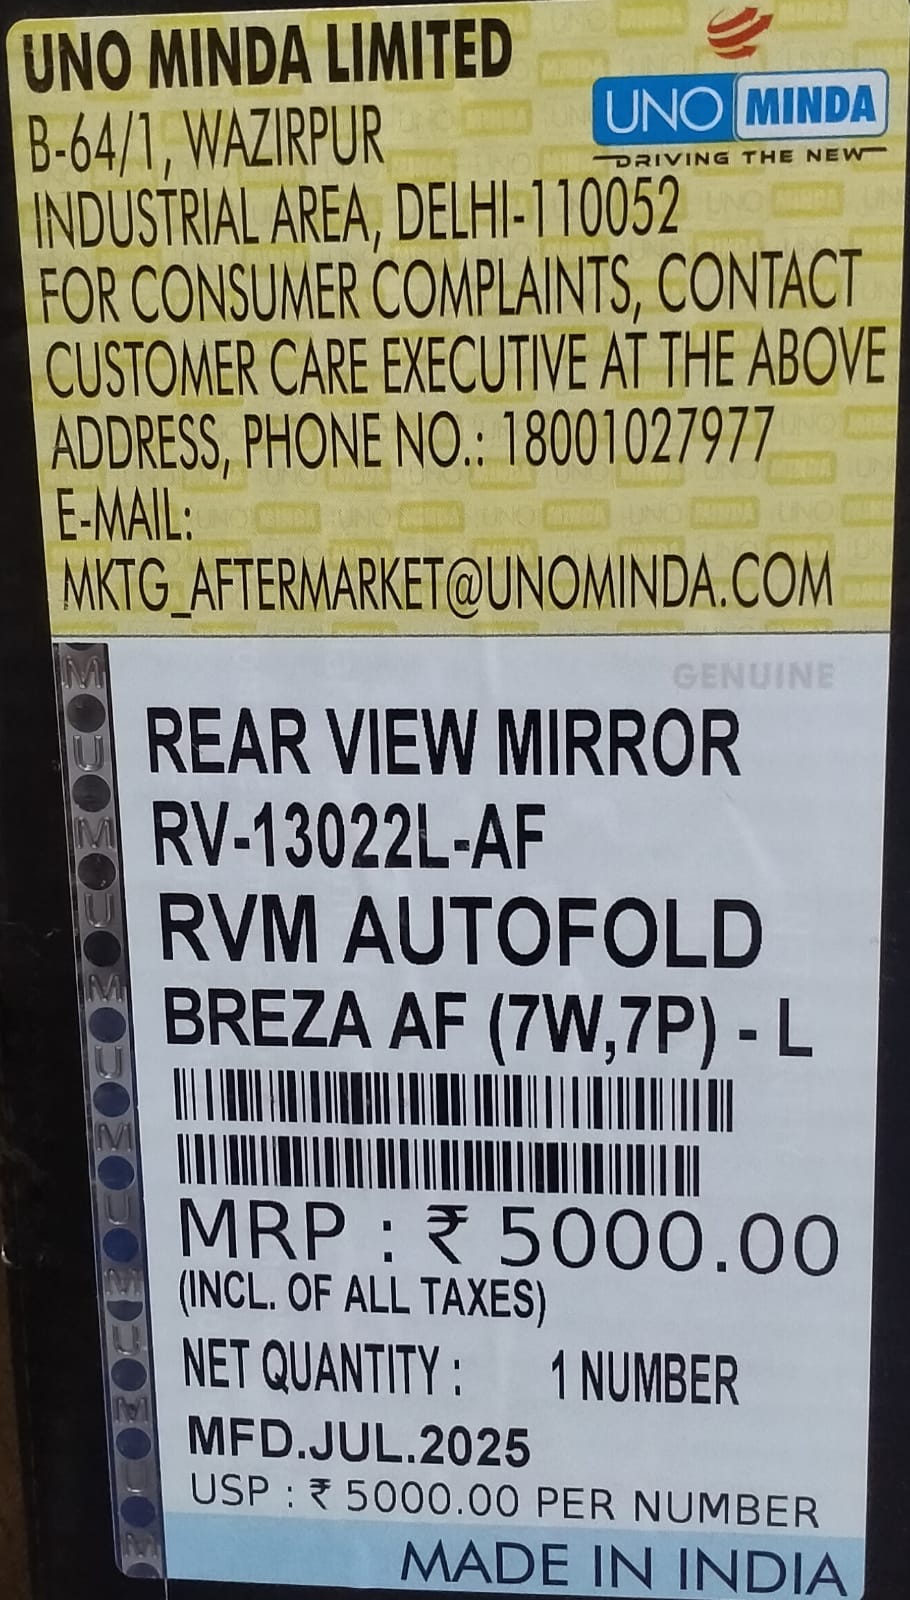 UNO MINDA LIMITED
UNO MINDA
DRIVING THE NEW
B-64/1, WAZIRPUR
INDUSTRIAL AREA, DELHI-110052
FOR CONSUMER COMPLAINTS, CONTACT
CUSTOMER CARE EXECUTIVE AT THE ABOVE
ADDRESS, PHONE NO.: 18001027977
E-MAIL:
MKTG_AFTERMARKET@UNOMINDA.COM
GENUINE
REAR VIEW MIRROR
RV-13022L-AF
RVM AUTOFOLD
BREZA AF (7W,7P) - L
MRP : ₹ 5000.00
(INCL. OF ALL TAXES)
NET QUANTITY : 1 NUMBER
MFD.JUL.2025
USP : ₹ 5000.00 PER NUMBER
MADE IN INDIA